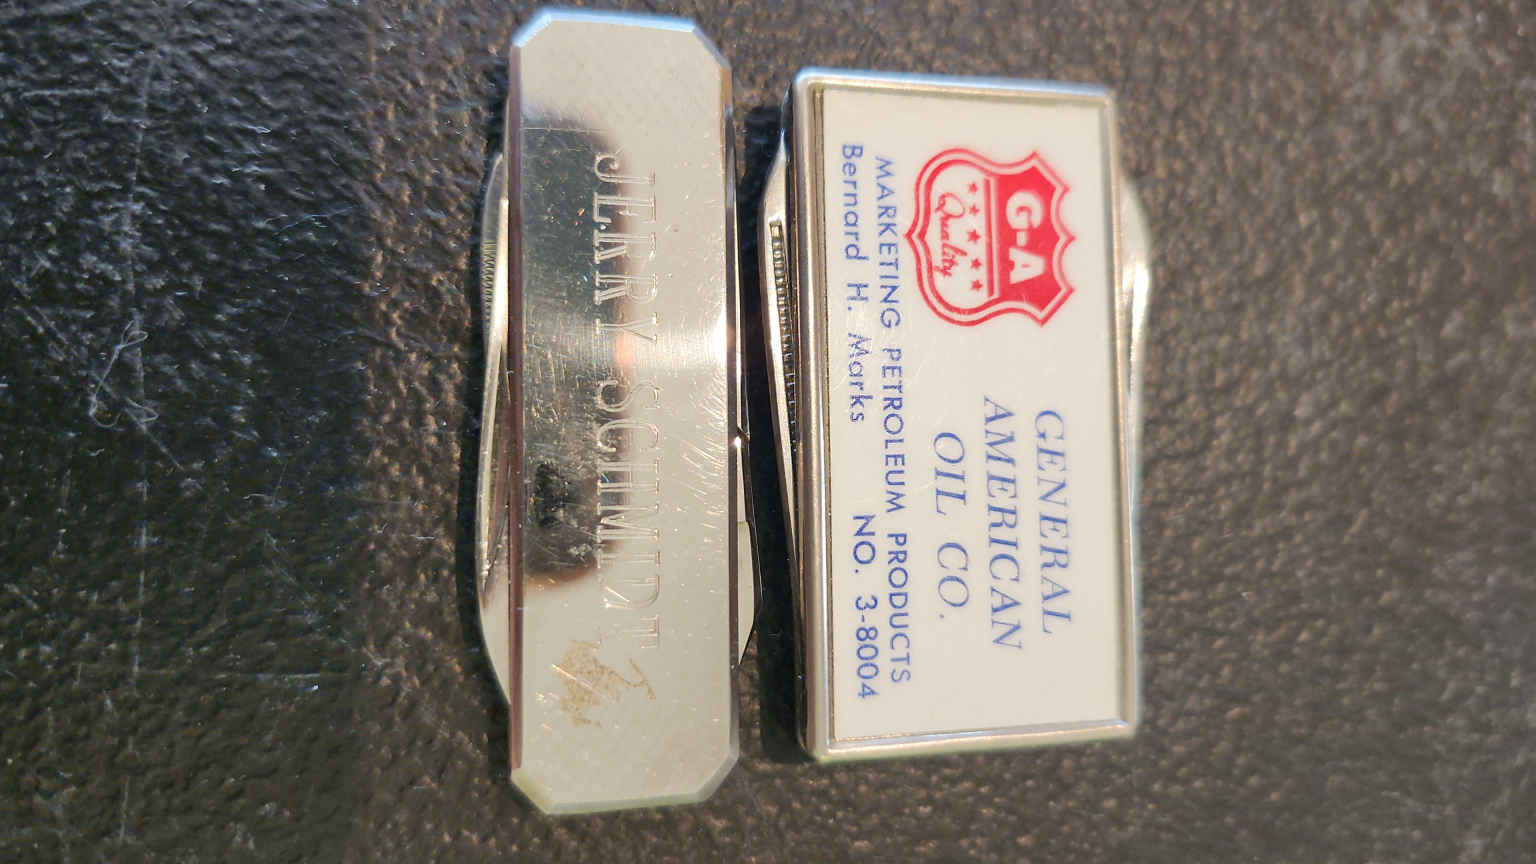 JERRY SCHMIDT
G-A
Quality
GENERAL
AMERICAN
OIL CO.
MARKETING PETROLEUM PRODUCTS
Bernard H. Marks NO. 3-8004